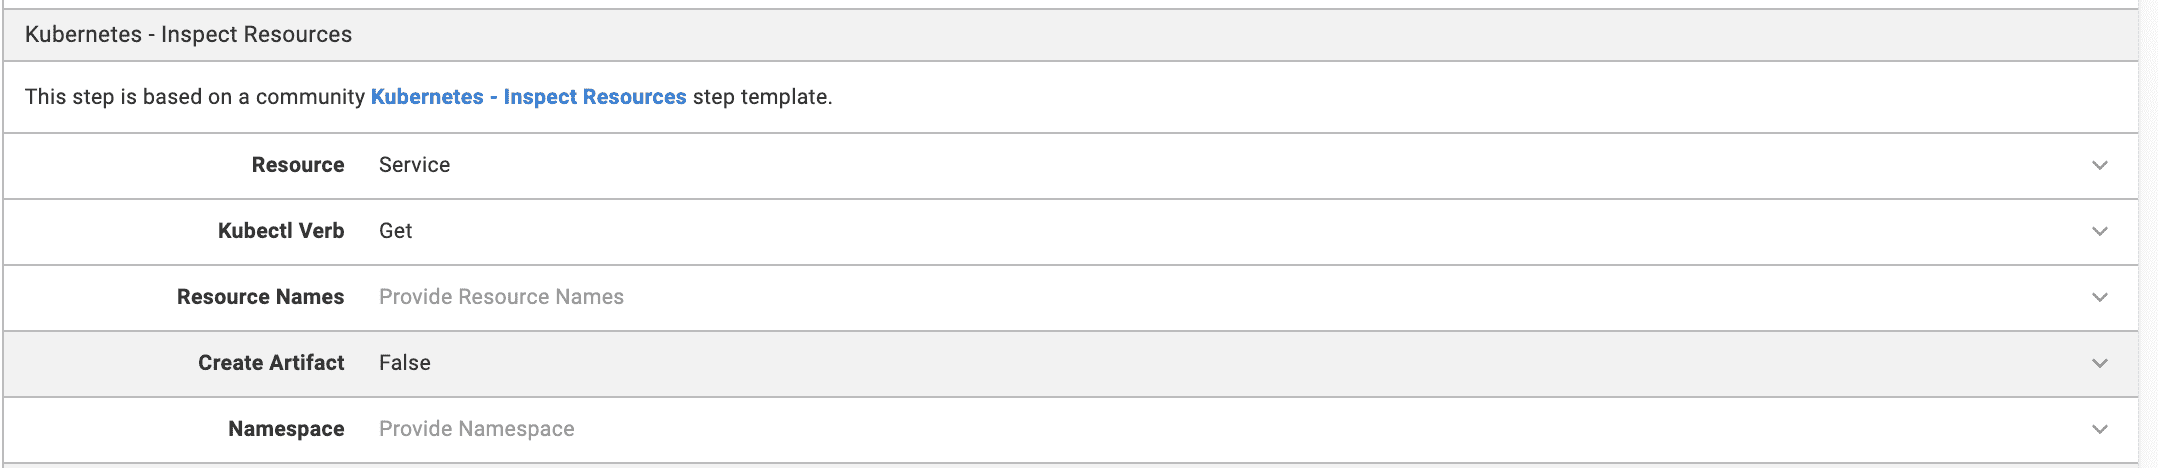 Kubernetes - Inspect Resources
This step is based on a community Kubernetes - Inspect Resources step template.
Resource Service
Kubectl Verb Get
Resource Names Provide Resource Names
Create Artifact False
Namespace Provide Namespace